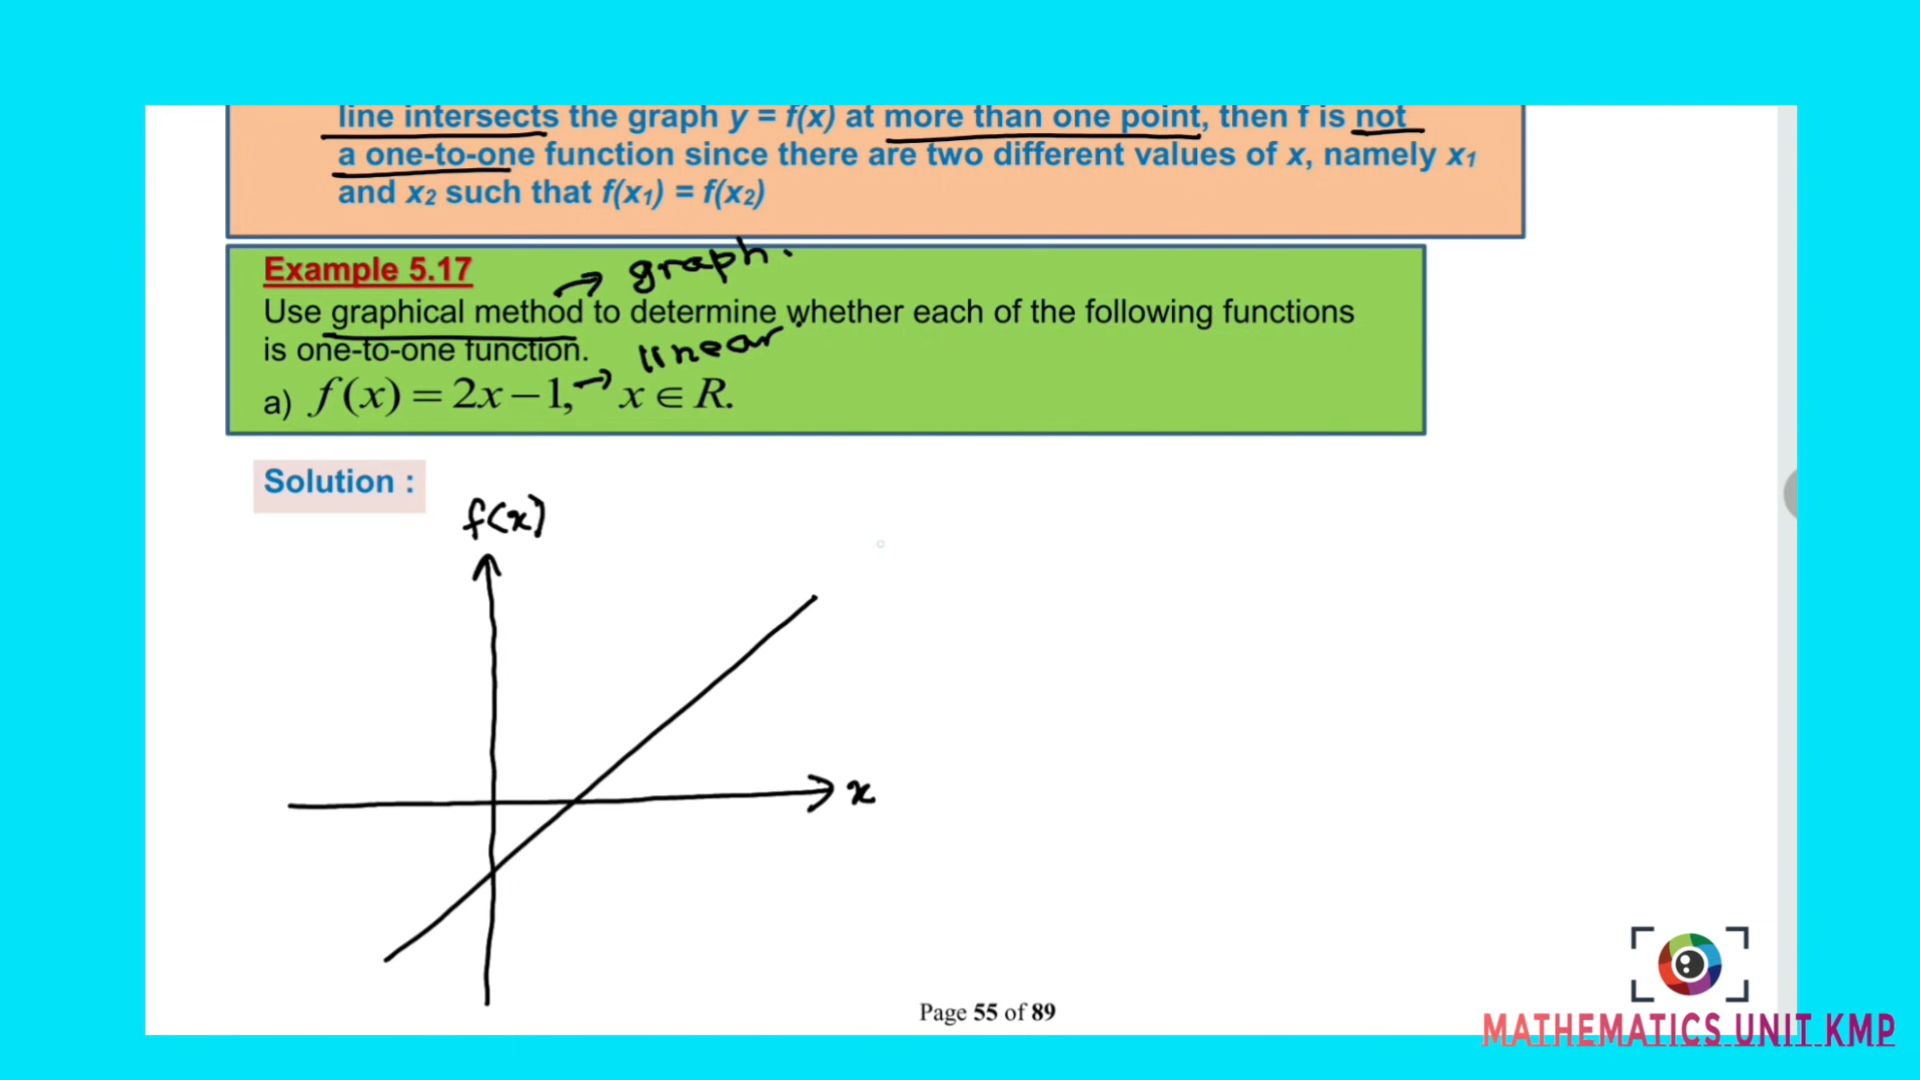 line intersects the graph y = f(x) at more than one point, then f is not
a one-to-one function since there are two different values of x, namely x₁
and x₂ such that f(x₁) = f(x₂)
Example 5.17
→ graph.
Use graphical method to determine whether each of the following functions
is one-to-one function.
linear
a) f(x) = 2x − 1, → x ∈ R.
Solution :
f(x)
x
Page 55 of 89
MATHEMATICS UNIT KMP